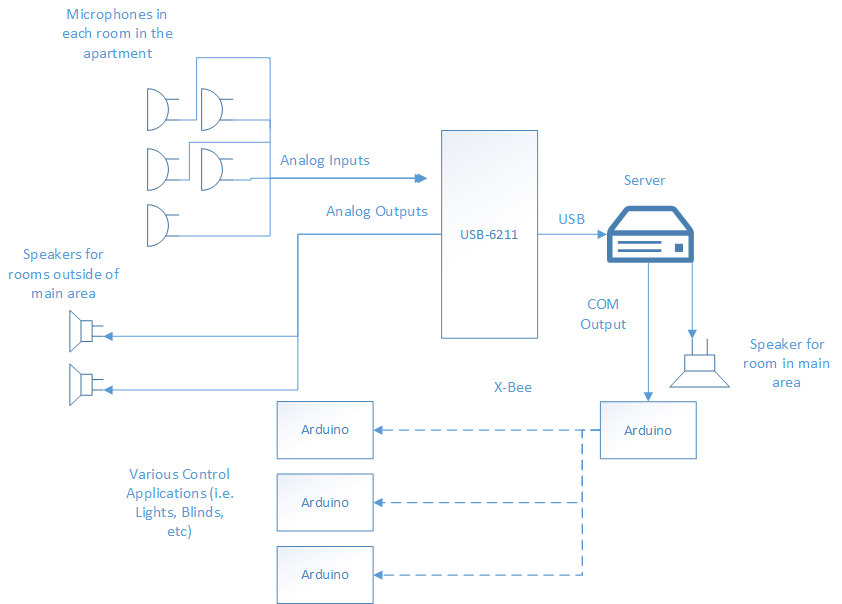 Microphones in
each room in the
apartment
Analog Inputs
Analog Outputs
USB-6211
USB
Server
Speakers for
rooms outside of
main area
COM
Output
Speaker for
room in main
area
X-Bee
Arduino
Arduino
Various Control
Applications (i.e.
Lights, Blinds,
etc)
Arduino
Arduino